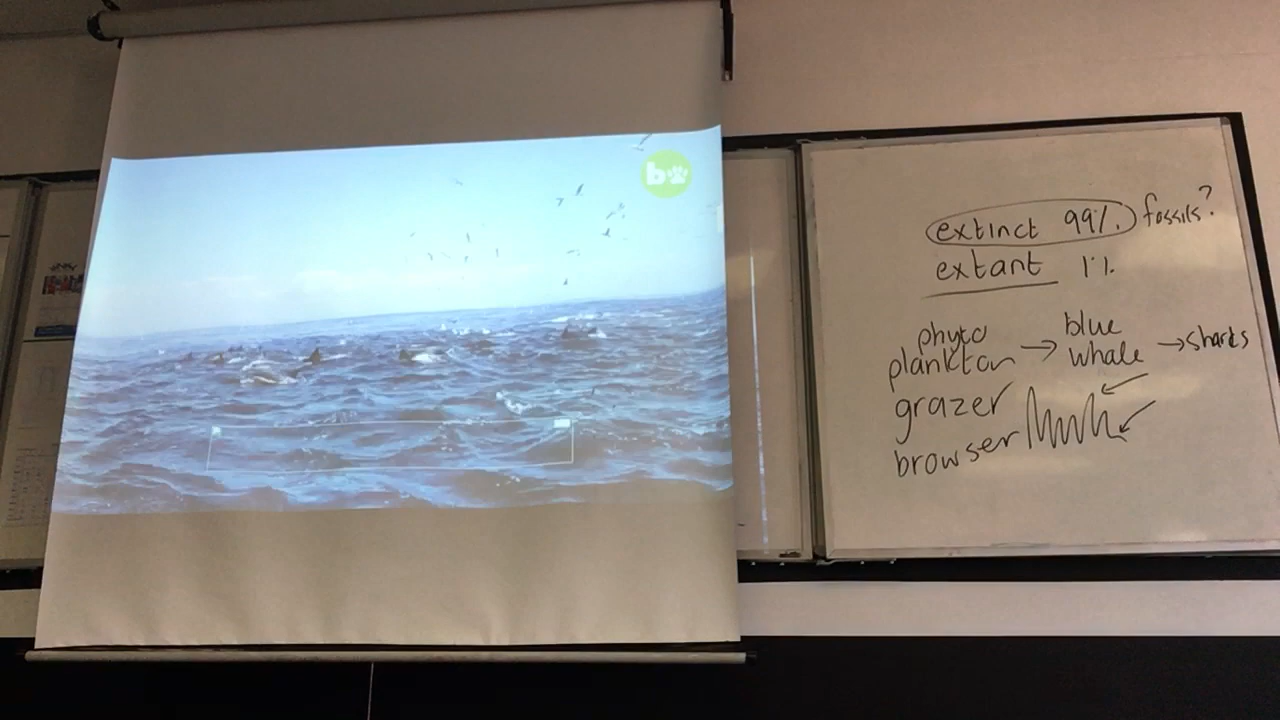 b
extinct 99%. fossils?
extant 1%.
phyto
plankton → blue whale → sharks
grazer
browser